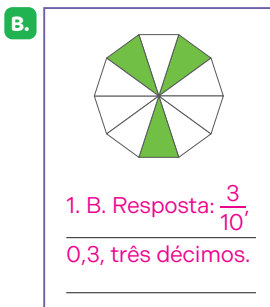 B.
1. B. Resposta: 3/10,
0,3, três décimos.